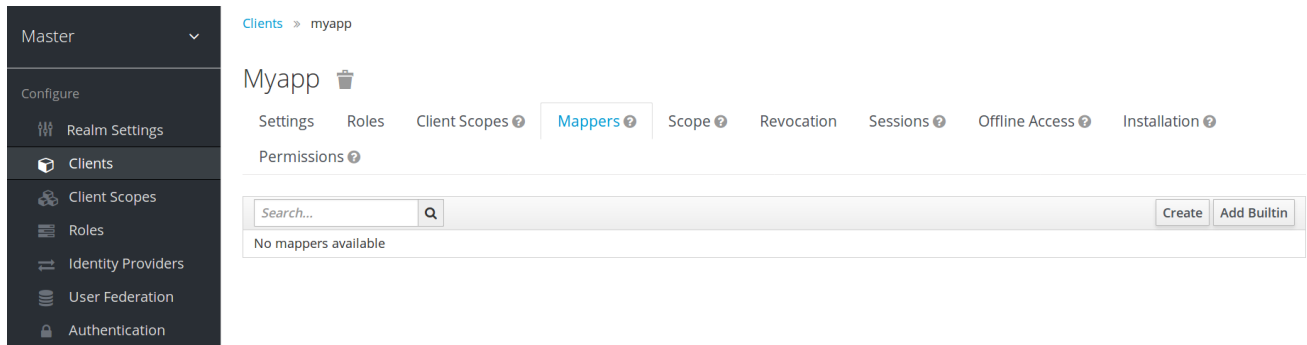 Master
Configure
Realm Settings
Clients
Client Scopes
Roles
Identity Providers
User Federation
Authentication
Clients » myapp
Myapp
Settings Roles Client Scopes Mappers Scope Revocation Sessions Offline Access Installation
Permissions
Search... Create Add Builtin
No mappers available